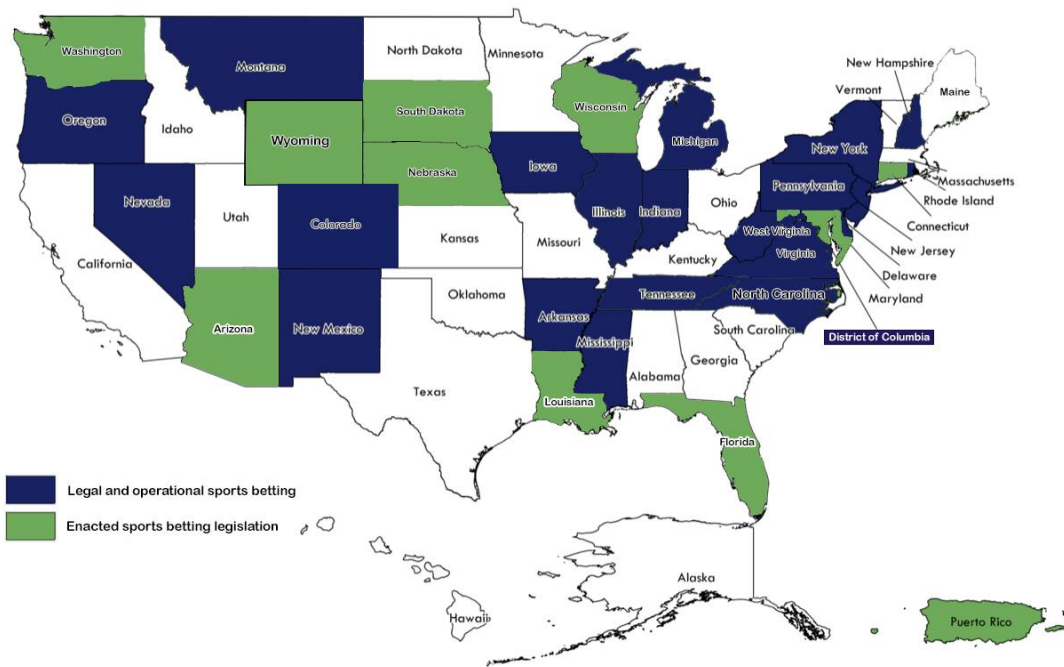 North Dakota
Minnesota
Washington
Montana
New Hampshire
Vermont
Maine
Oregon
Idaho
South Dakota
Wisconsin
Wyoming
Michigan
New York
Iowa
Nebraska
Massachusetts
Pennsylvania
Rhode Island
Nevada
Utah
Colorado
Illinois
Indiana
Ohio
Connecticut
West Virginia
Kansas
Missouri
Virginia
New Jersey
California
Kentucky
Delaware
Oklahoma
Tennessee
North Carolina
Maryland
Arizona
New Mexico
Arkansas
Mississippi
South Carolina
District of Columbia
Georgia
Alabama
Texas
Louisiana
Florida
Legal and operational sports betting
Enacted sports betting legislation
Alaska
Hawaii
Puerto Rico